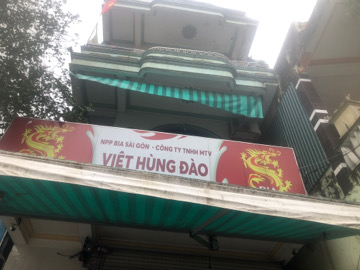 NPP BIA SÀI GÒN - CÔNG TY TNHH MTV
VIỆT HÙNG ĐÀO